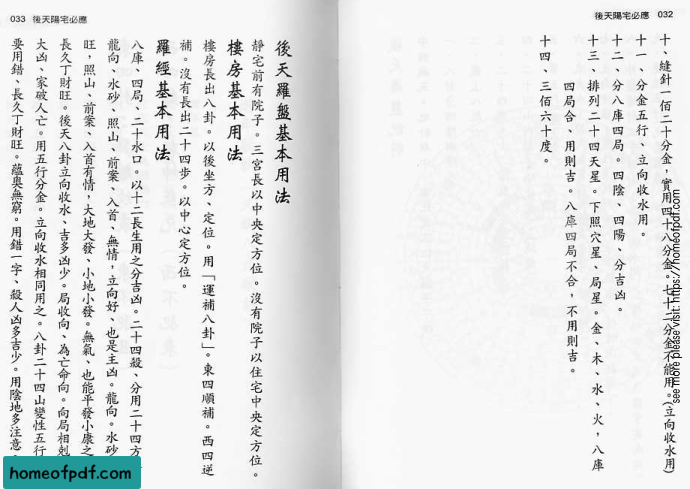 後天陽宅必應 032
十、縫針一佰二十分金，實用四十八分金。七十二分金不能用。(立向收水用)
十一、分金五行、立向收水用。
十二、分八庫四局。四陰、四陽、分吉凶。
十三、排列二十四天星。下照穴星、局星。金、木、水、火，八庫
四局合、用則吉。八庫四局不合，不用則吉。
十四、三佰六十度。
see more please visit: https://homeofpdf.com
033 後天陽宅必應
後天羅盤基本用法
靜宅前有院子。三宮長以中央定方位。沒有院子以住宅中央定方位。
樓房基本用法
樓房長出八卦。以後坐方、定位。用「運補八卦」。東四順補。西四逆
補。沒有長出二十四步。以中心定方位。
羅經基本用法
八庫、四局、二十水口。以十二長生用之分吉凶。二十四殺、分用二十四方
龍向、水砂、照山、前案、入首、無情，立向好、也是主凶。龍向。水砂
旺，照山、前案、入首有情，大地大發、小地小發。無氣、也能平發小康之
長久丁財旺。後天八卦立向收水、吉多凶少。局收向、為亡命向。向局相剋
大凶、家破人亡。用五行分金。立向收水相同用之。八卦二十四山變性五行
要用錯、長久丁財旺。蘊奧無窮。用錯一字、殺人凶多吉少。用陰地多注意
homeofpdf.com